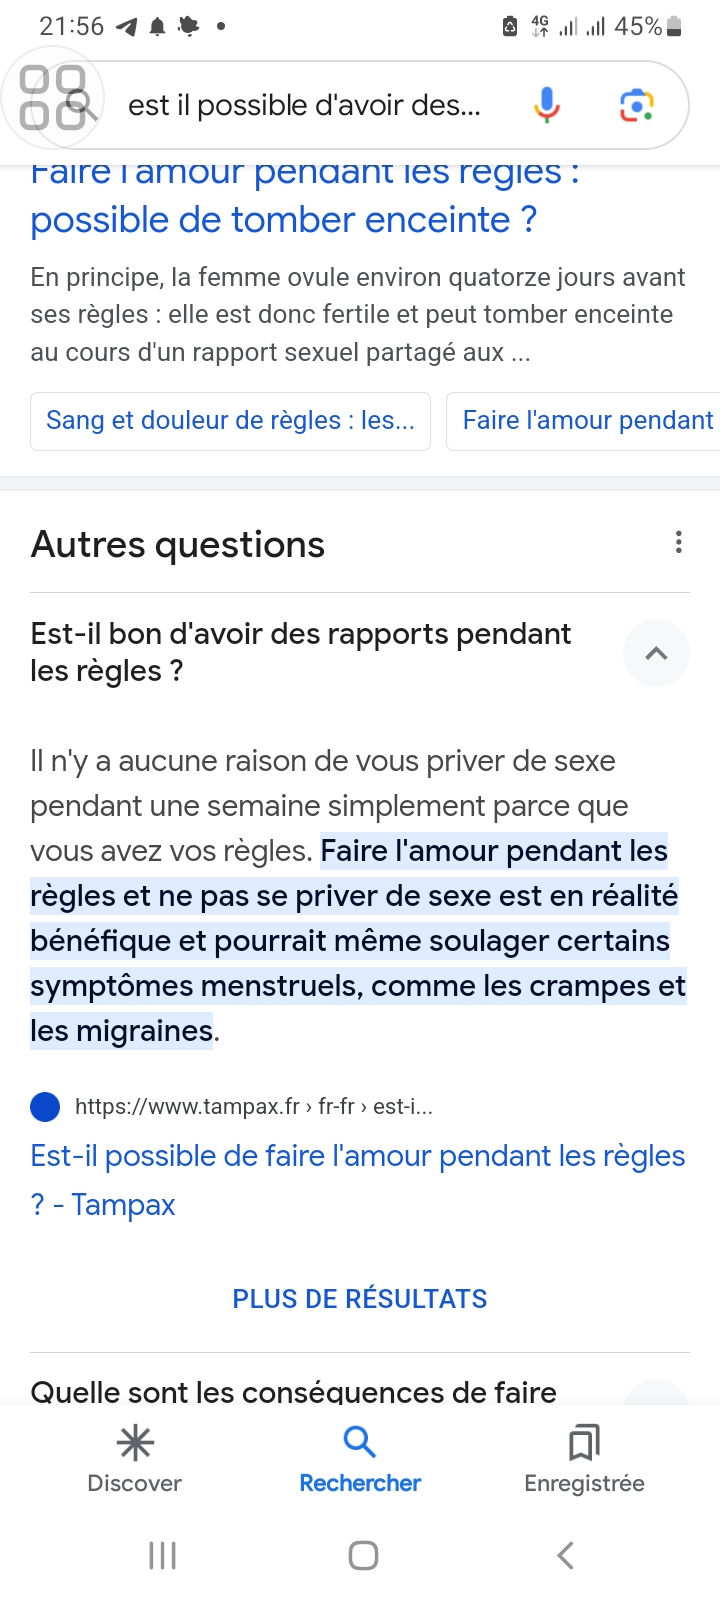 21:56
4G
45%
est il possible d'avoir des...
Faire l'amour pendant les règles :
possible de tomber enceinte ?
En principe, la femme ovule environ quatorze jours avant
ses règles : elle est donc fertile et peut tomber enceinte
au cours d'un rapport sexuel partagé aux ...
Sang et douleur de règles : les...
Faire l'amour pendant
Autres questions
Est-il bon d'avoir des rapports pendant
les règles ?
Il n'y a aucune raison de vous priver de sexe
pendant une semaine simplement parce que
vous avez vos règles. Faire l'amour pendant les
règles et ne pas se priver de sexe est en réalité
bénéfique et pourrait même soulager certains
symptômes menstruels, comme les crampes et
les migraines.
https://www.tampax.fr › fr-fr › est-i...
Est-il possible de faire l'amour pendant les règles
? - Tampax
PLUS DE RÉSULTATS
Quelle sont les conséquences de faire
Discover
Rechercher
Enregistrée